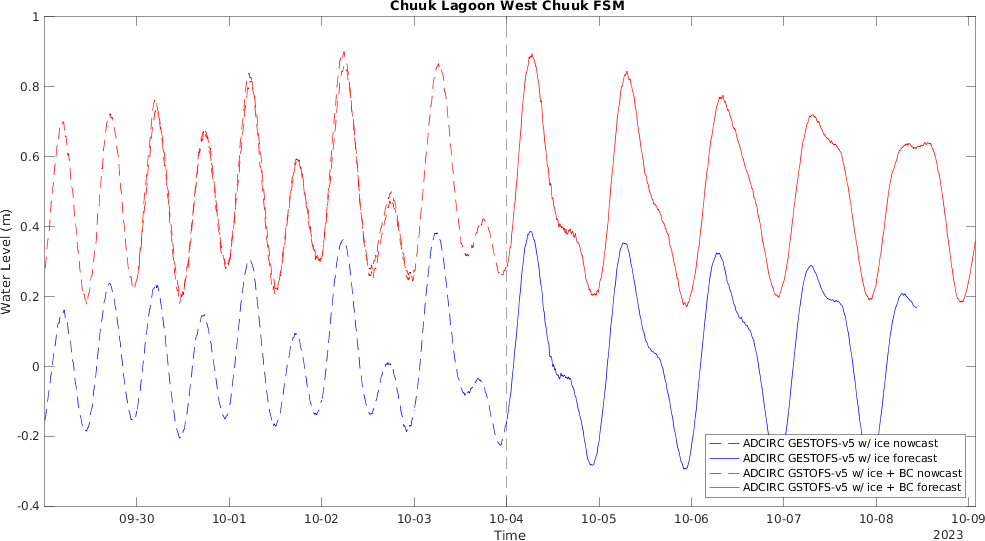 Chuuk Lagoon West Chuuk FSM
1
0.8
0.6
0.4
0.2
0
-0.2
-0.4
Water Level (m)
ADCIRC GESTOFS-v5 w/ ice nowcast
ADCIRC GESTOFS-v5 w/ ice forecast
ADCIRC GSTOFS-v5 w/ ice + BC nowcast
ADCIRC GSTOFS-v5 w/ ice + BC forecast
09-30 10-01 10-02 10-03 10-04 10-05 10-06 10-07 10-08 10-09
Time
2023